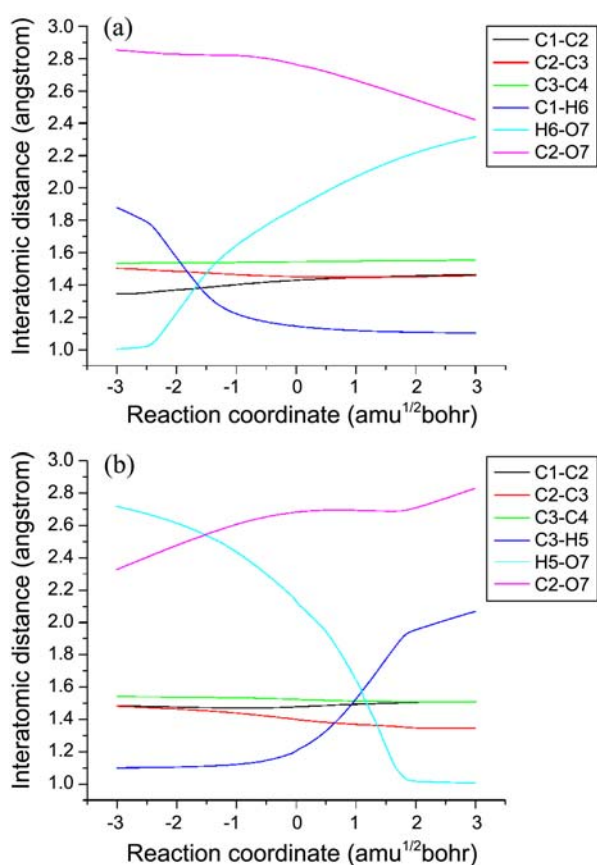 (a)
C1-C2
C2-C3
C3-C4
C1-H6
H6-O7
C2-O7
Interatomic distance (angstrom)
3.0
2.8
2.6
2.4
2.2
2.0
1.8
1.6
1.4
1.2
1.0
-3 -2 -1 0 1 2 3
Reaction coordinate (amu1/2bohr)
(b)
C1-C2
C2-C3
C3-C4
C3-H5
H5-O7
C2-O7
Interatomic distance (angstrom)
3.0
2.8
2.6
2.4
2.2
2.0
1.8
1.6
1.4
1.2
1.0
-3 -2 -1 0 1 2 3
Reaction coordinate (amu1/2bohr)